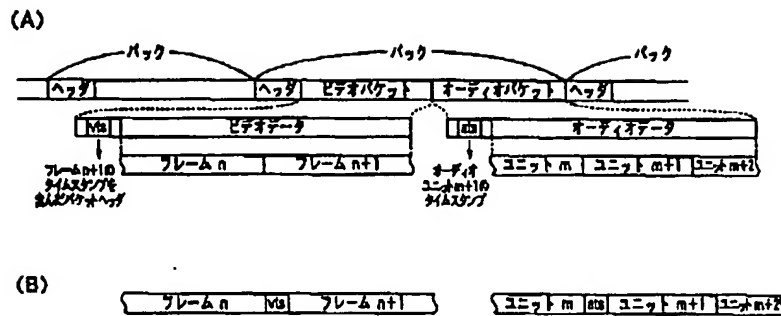 (A)
パック パック パック
ヘッダ ヘッダ ビデオパケット オーディオパケット ヘッダ
vts ビデオデータ ats オーディオデータ
フレーム n フレーム n+1 ユニット m ユニット m+1 ユニットm+2
フレームn+1の
タイムスタンプを
含んだパケットヘッダ
オーディオ
ユニットm+1の
タイムスタンプ
(B)
フレーム n vts フレーム n+1 ユニット m ats ユニット m+1 ユニットm+2